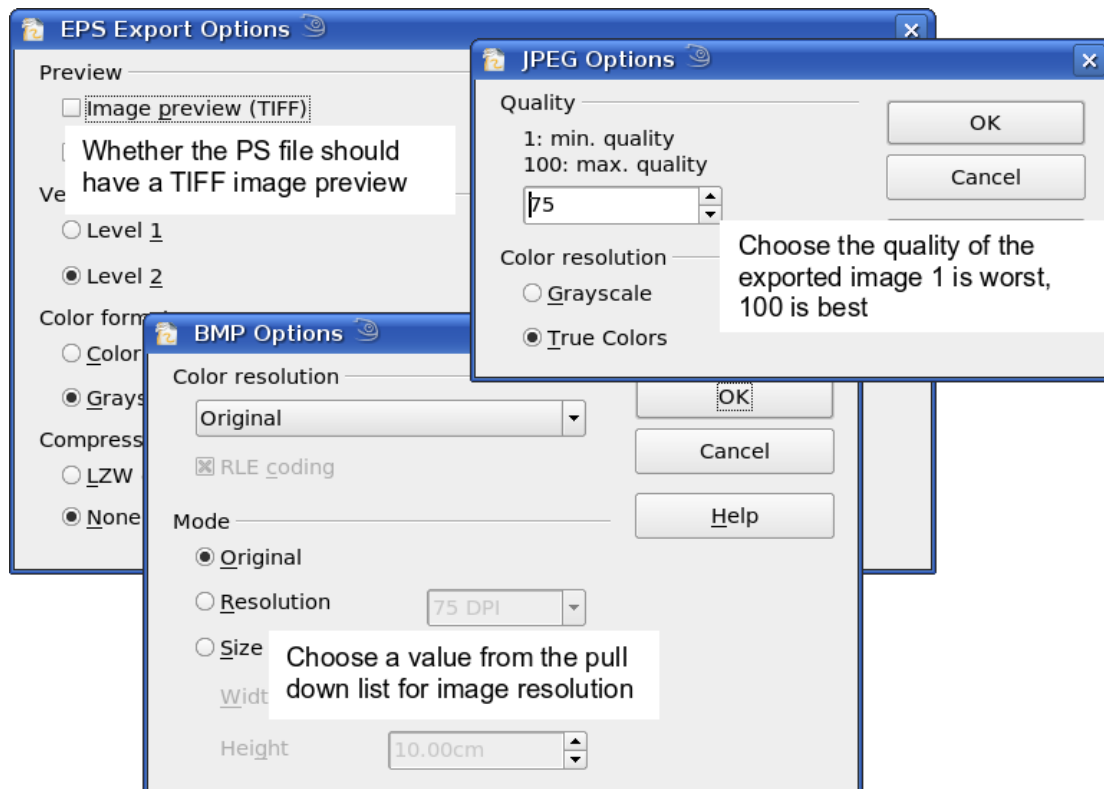 EPS Export Options
Preview
Image preview (TIFF)
Whether the PS file should
have a TIFF image preview
Ve
Level 1
Level 2
Color form
Color
Grays
Compress
LZW
None
JPEG Options
Quality
1: min. quality
100: max. quality
75
OK
Cancel
Choose the quality of the
exported image 1 is worst,
100 is best
Color resolution
Grayscale
True Colors
BMP Options
Color resolution
Original
RLE coding
OK
Cancel
Help
Mode
Original
Resolution
75 DPI
Size
Choose a value from the pull
down list for image resolution
Widt
Height
10.00cm